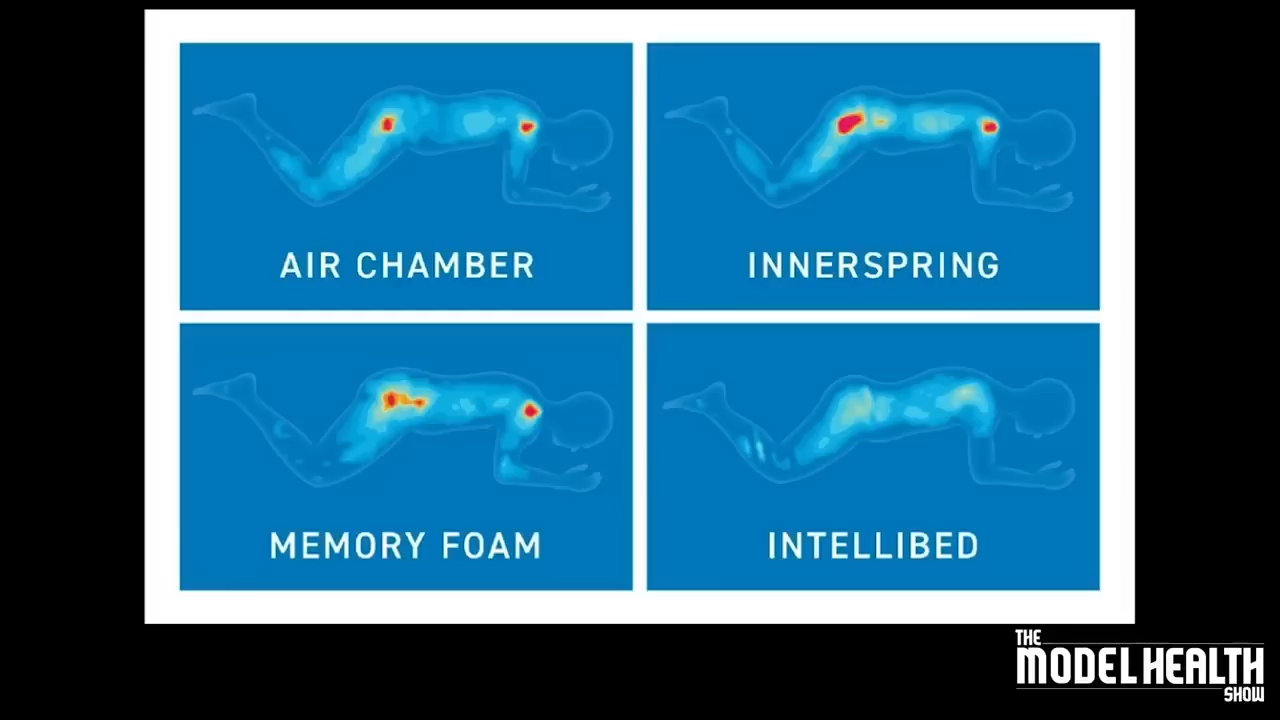 AIR CHAMBER
INNERSPRING
MEMORY FOAM
INTELLIBED
THE
MODEL HEALTH
SHOW